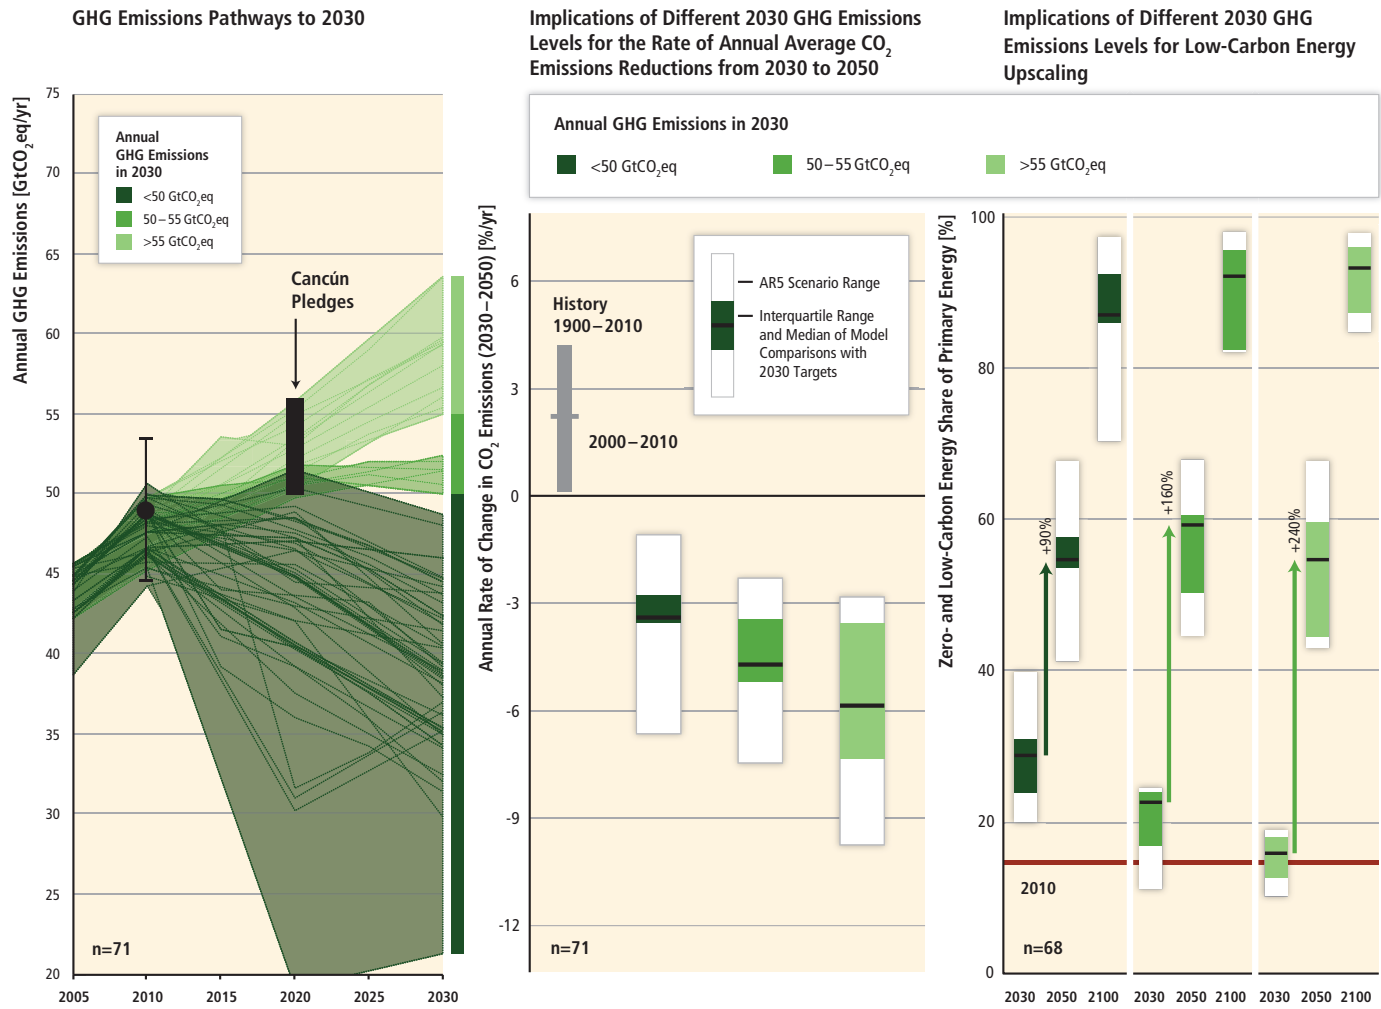 GHG Emissions Pathways to 2030
Annual GHG Emissions [GtCO2eq/yr]
75
70
65
60
55
50
45
40
35
30
25
20
Annual
GHG Emissions
in 2030
<50 GtCO2eq
50–55 GtCO2eq
>55 GtCO2eq
Cancún
Pledges
n=71
2005
2010
2015
2020
2025
2030
Implications of Different 2030 GHG Emissions
Levels for the Rate of Annual Average CO2
Emissions Reductions from 2030 to 2050
Implications of Different 2030 GHG
Emissions Levels for Low-Carbon Energy
Upscaling
Annual GHG Emissions in 2030
<50 GtCO2eq
50–55 GtCO2eq
>55 GtCO2eq
Annual Rate of Change in CO2 Emissions (2030–2050) [%/yr]
6
3
0
-3
-6
-9
-12
History
1900–2010
2000–2010
AR5 Scenario Range
Interquartile Range
and Median of Model
Comparisons with
2030 Targets
n=71
Zero- and Low-Carbon Energy Share of Primary Energy [%]
100
80
60
40
20
0
+90%
+160%
+240%
2010
n=68
2030
2050
2100
2030
2050
2100
2030
2050
2100